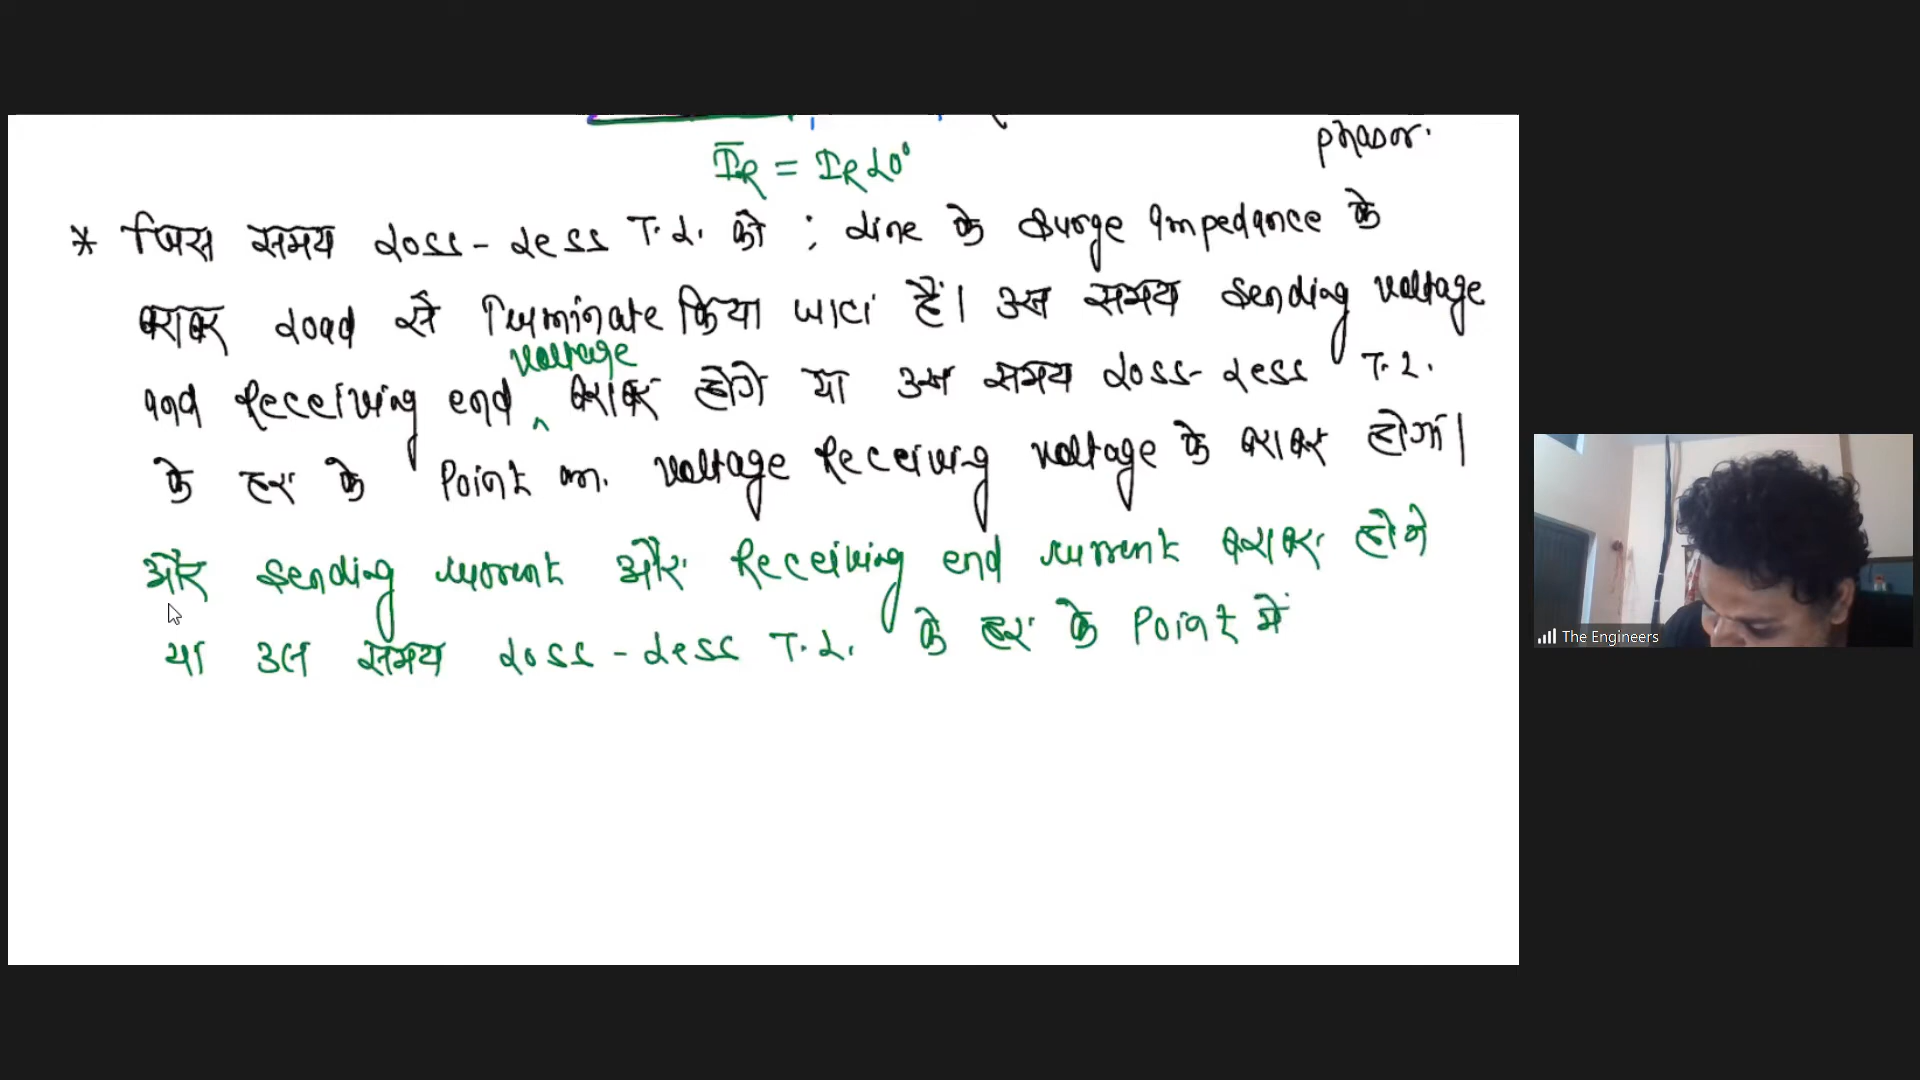 phasor.
I̅R = IR∠0°
* जिस समय Loss-Less T.L. को ; Line के Surge Impedance के
बराबर Load से Terminate किया जाता हैं। उस समय Sending Voltage
voltage
and Receiving end ^ बराबर होंगे या उस समय Loss-Less T.L.
के हर के Point का voltage Receiving voltage के बराबर होगा।
और Sending current और Receiving end current बराबर होंगे
या उस समय Loss-Less T.L. के हर के Point में
The Engineers